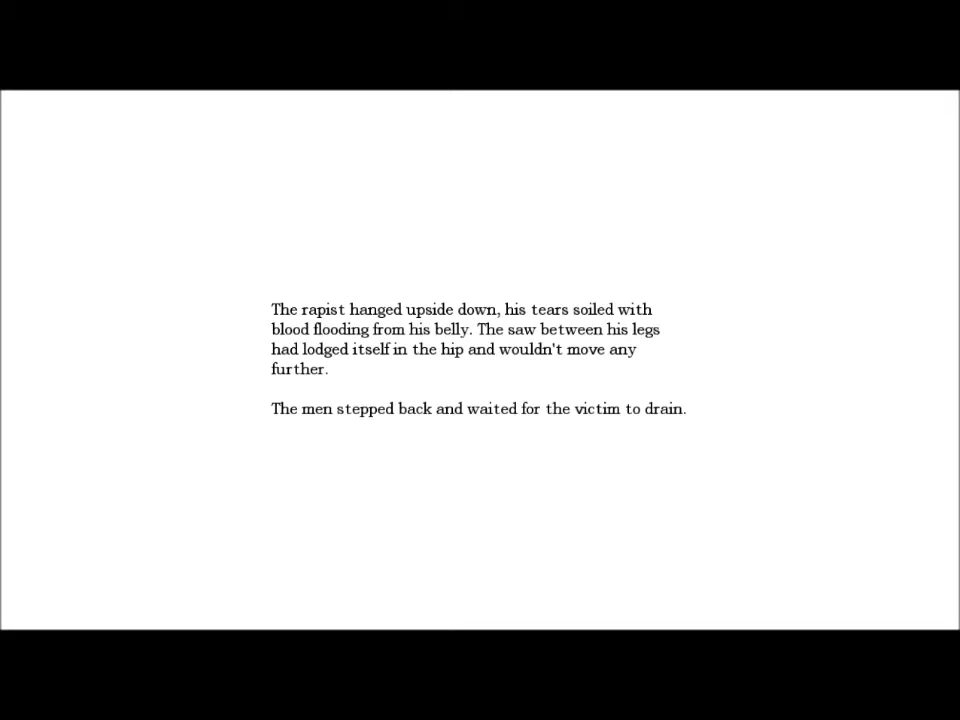 The rapist hanged upside down, his tears soiled with
blood flooding from his belly. The saw between his legs
had lodged itself in the hip and wouldn't move any
further.
The men stepped back and waited for the victim to drain.